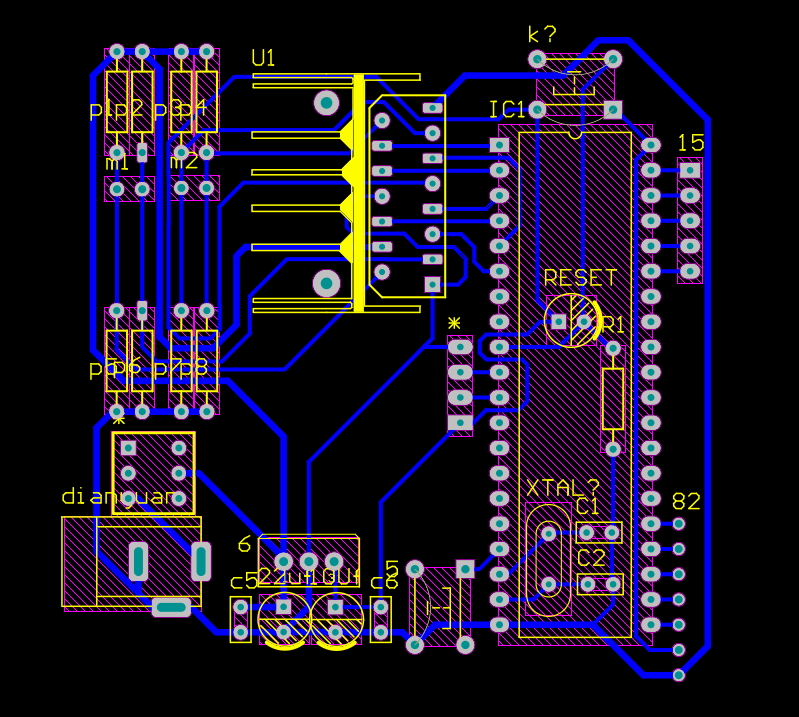 k?
U1
p1p2 p3p4
IC1
m1 m2
15
RESET
*
R1
p5p6 p7p8
*
XTAL?
dianyuan
82
C1
6
C2
c5 22uf 10Uf c6 5